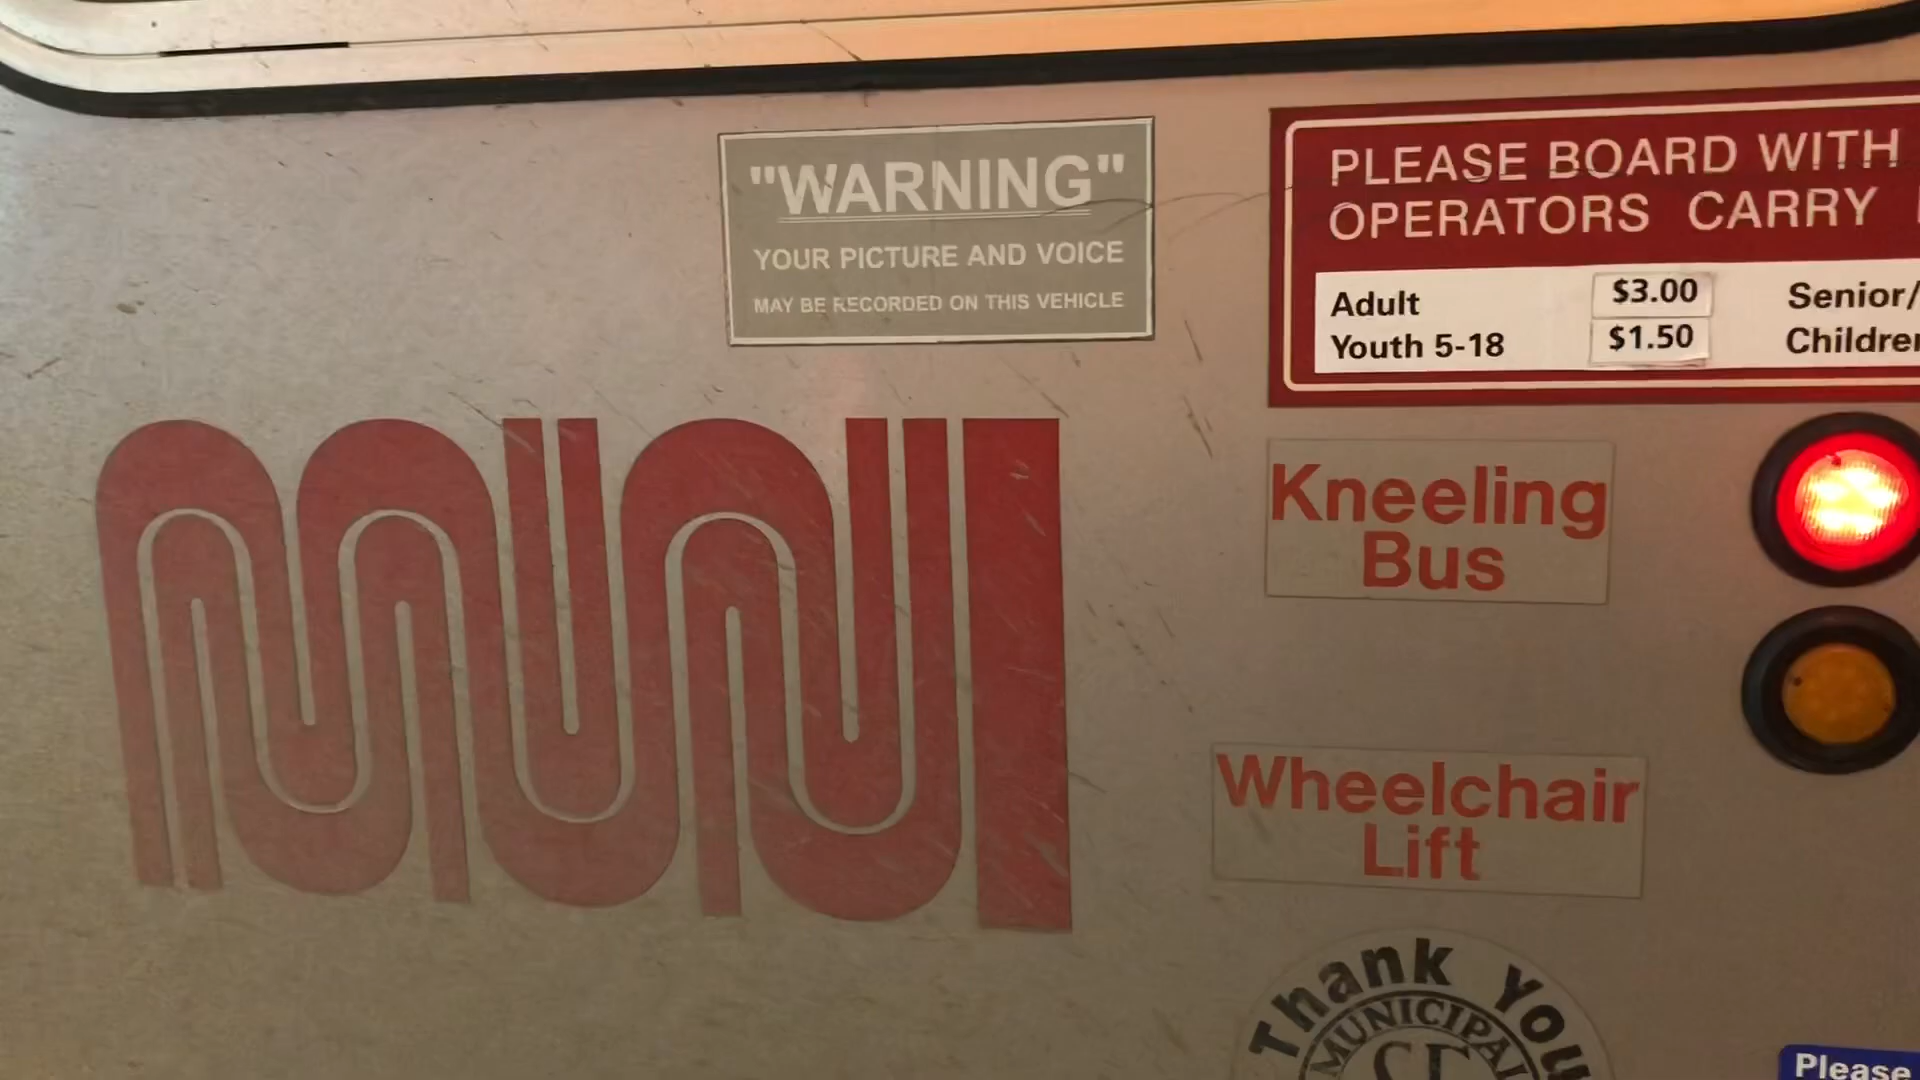 "WARNING"
YOUR PICTURE AND VOICE
MAY BE RECORDED ON THIS VEHICLE
PLEASE BOARD WITH
OPERATORS CARRY
Adult $3.00 Senior/
Youth 5-18 $1.50 Children
muni
Kneeling
Bus
Wheelchair
Lift
Thank You
MUNICIPAL
SF
Please